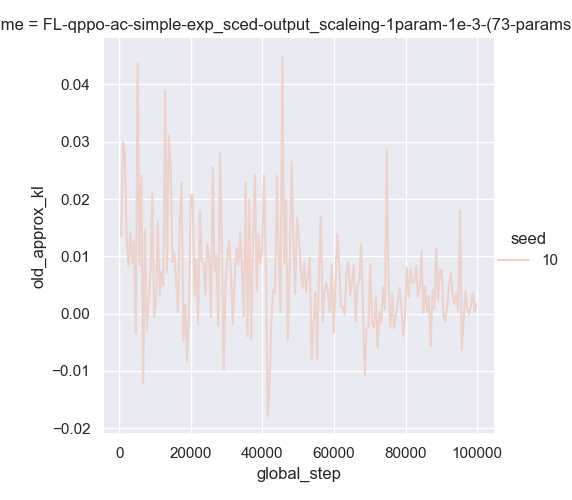 me = FL-qppo-ac-simple-exp_sced-output_scaleing-1param-1e-3-(73-params
0.04
0.03
0.02
0.01
0.00
−0.01
−0.02
old_approx_kl
0 20000 40000 60000 80000 100000
global_step
seed
10